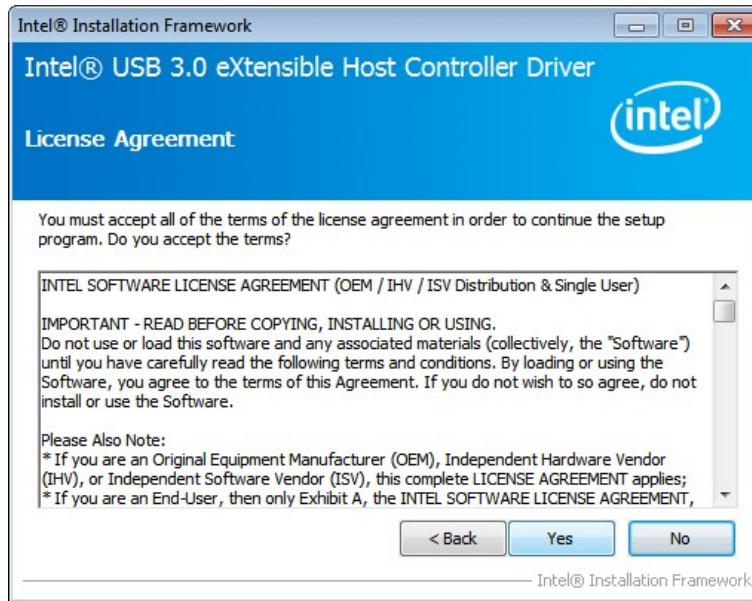 Intel® Installation Framework
Intel® USB 3.0 eXtensible Host Controller Driver
intel
License Agreement
You must accept all of the terms of the license agreement in order to continue the setup
program. Do you accept the terms?
INTEL SOFTWARE LICENSE AGREEMENT (OEM / IHV / ISV Distribution & Single User)
IMPORTANT - READ BEFORE COPYING, INSTALLING OR USING.
Do not use or load this software and any associated materials (collectively, the "Software")
until you have carefully read the following terms and conditions. By loading or using the
Software, you agree to the terms of this Agreement. If you do not wish to so agree, do not
install or use the Software.
Please Also Note:
* If you are an Original Equipment Manufacturer (OEM), Independent Hardware Vendor
(IHV), or Independent Software Vendor (ISV), this complete LICENSE AGREEMENT applies;
* If you are an End-User, then only Exhibit A, the INTEL SOFTWARE LICENSE AGREEMENT,
< Back Yes No
Intel® Installation Framework